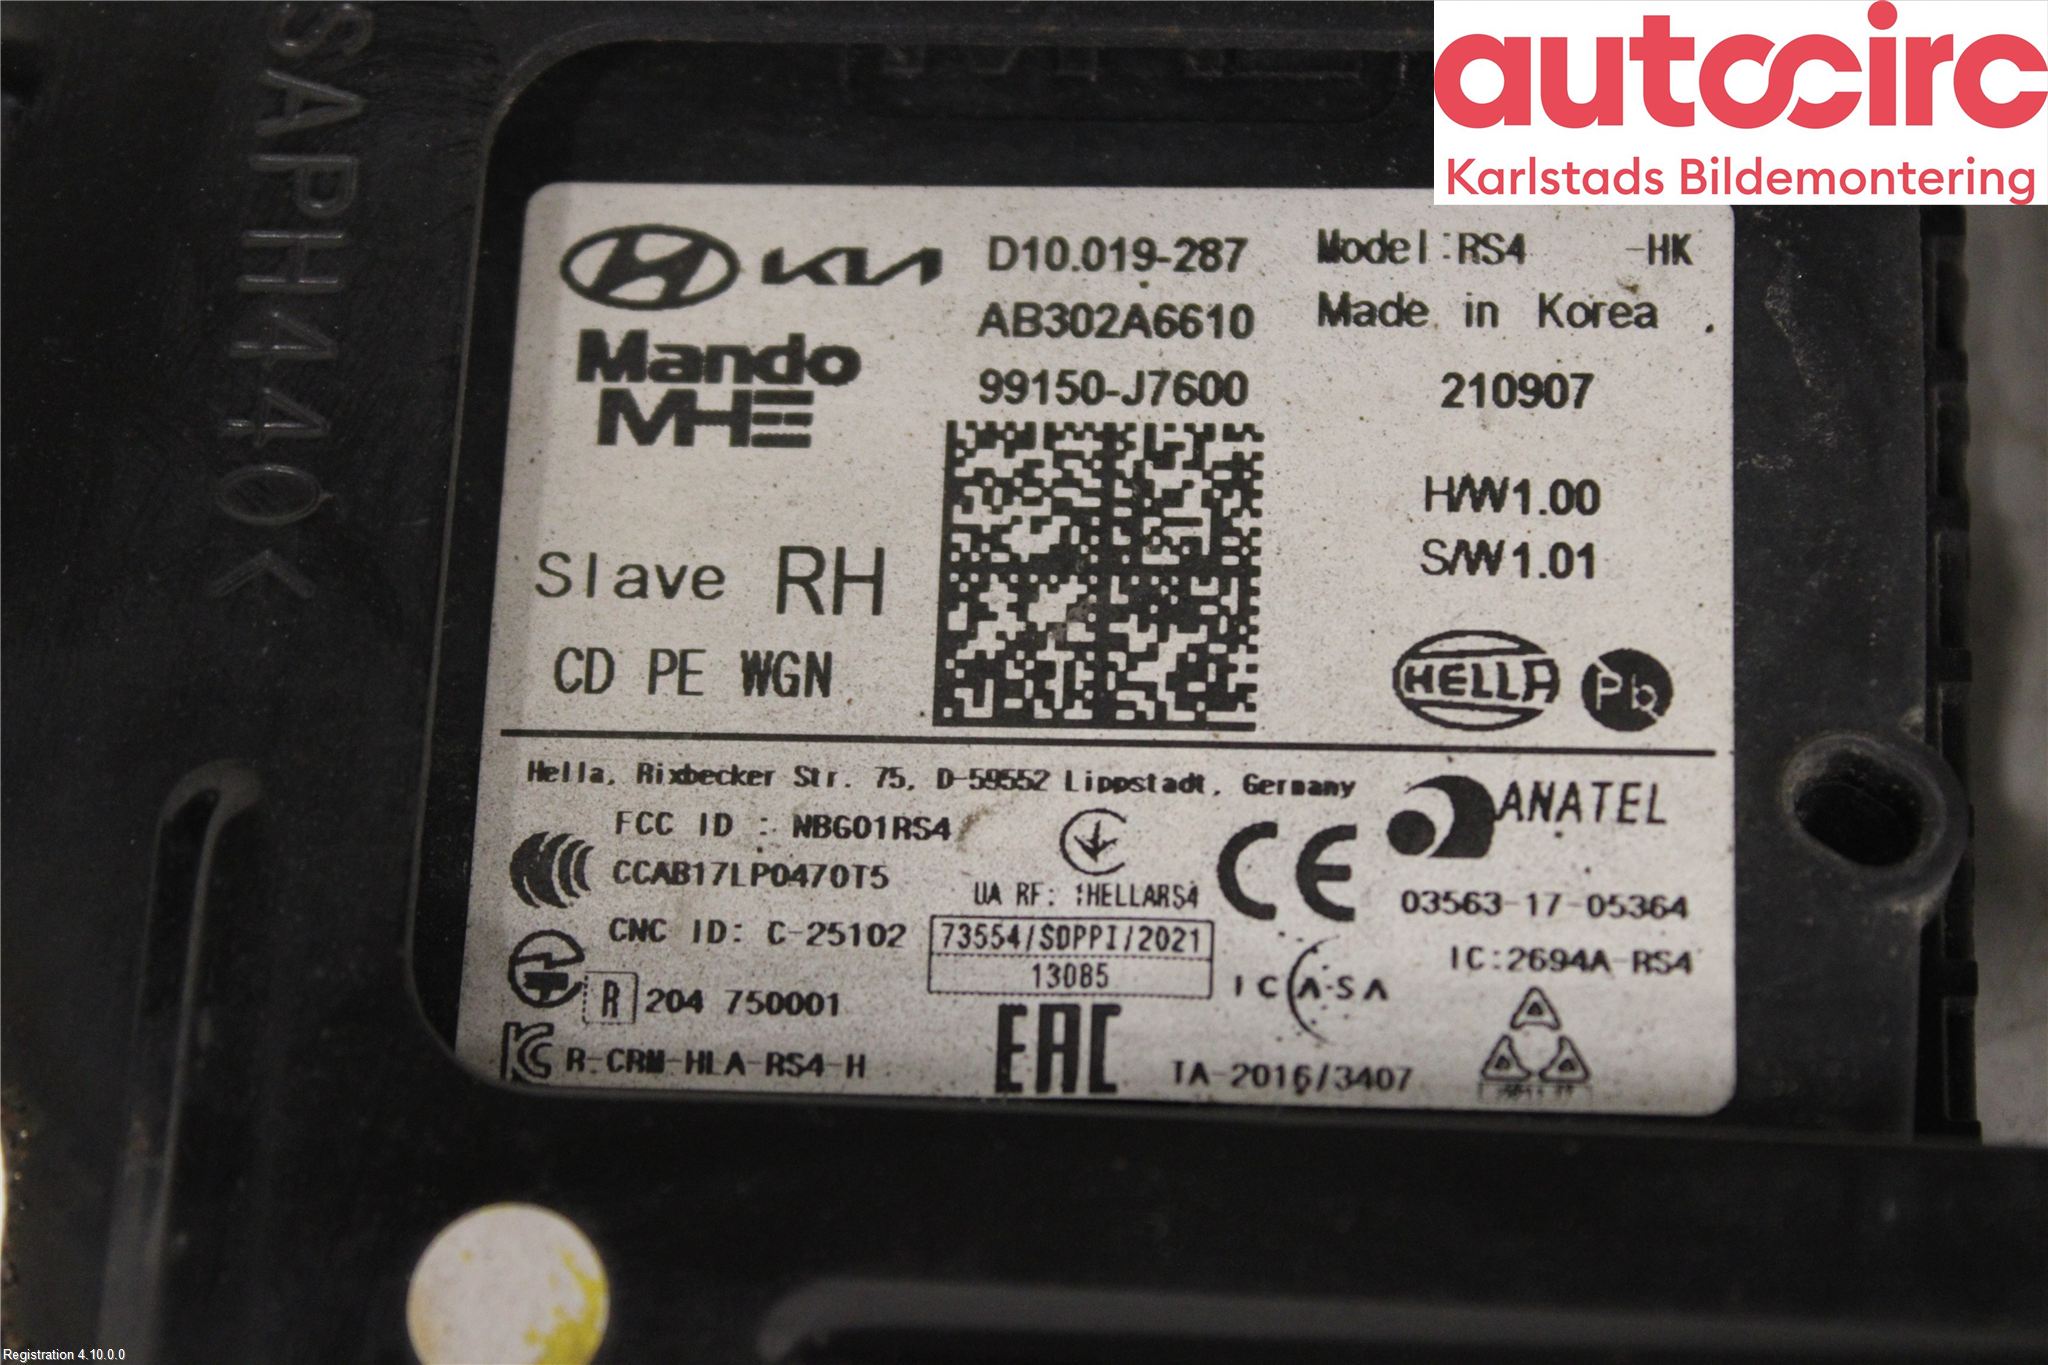 autocirc
Karlstads Bildemontering
SAPH440<
KIA
D10.019-287
Model:RS4 -HK
AB302A6610
Made in Korea
Mando
99150-J7600
210907
MHE
H/W1.00
S/W1.01
Slave RH
CD PE WGN
HELLA
Pb
Hella, Rixbecker Str. 75, D-59552 Lippstadt, Germany
FCC ID : NBG01RS4
ANATEL
CCAB17LP0470T5
UA RF: 1HELLARS4
CE
03563-17-05364
CNC ID: C-25102
73554/SDPPI/2021
13085
IC:2694A-RS4
ICASA
R 204 750001
R-CRM-HLA-RS4-H
EAC
TA-2016/3407
Registration 4.10.0.0